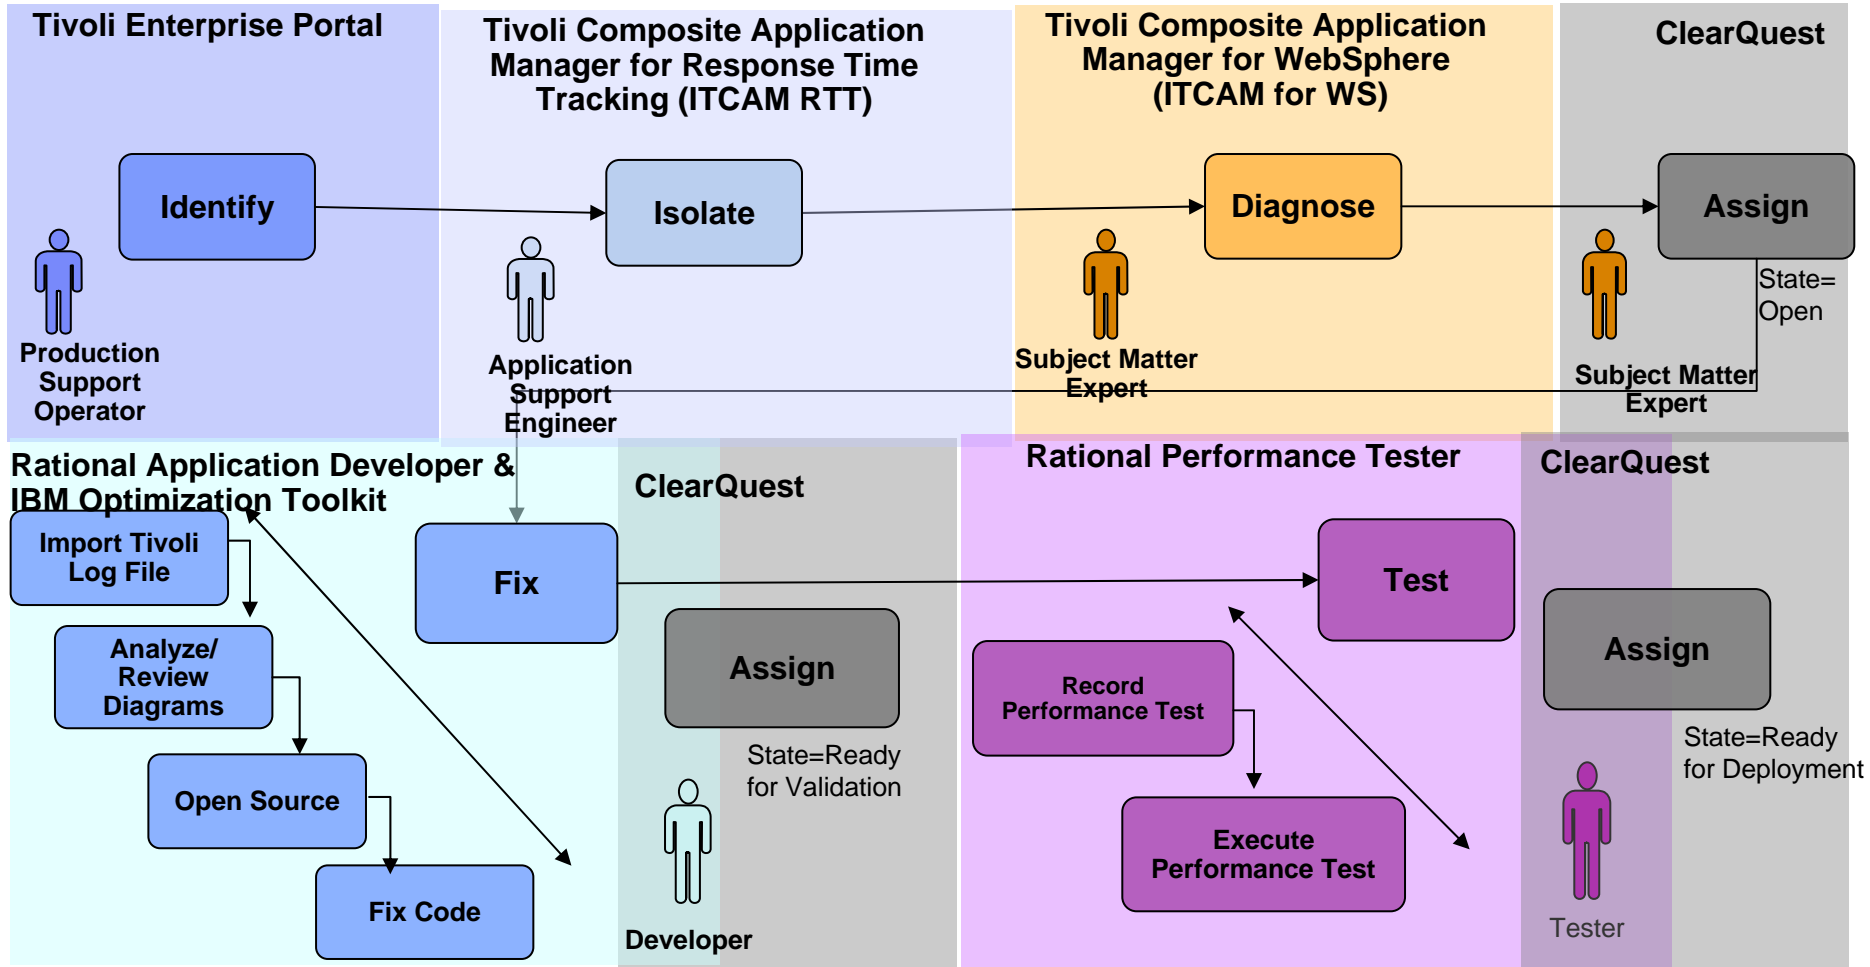 Tivoli Enterprise Portal
Tivoli Composite Application
Manager for Response Time
Tracking (ITCAM RTT)
Tivoli Composite Application
Manager for WebSphere
(ITCAM for WS)
ClearQuest
Identify
Isolate
Diagnose
Assign
State=
Open
Production
Support
Operator
Application
Support
Engineer
Subject Matter
Expert
Subject Matter
Expert
Rational Application Developer &
IBM Optimization Toolkit
ClearQuest
Rational Performance Tester
ClearQuest
Import Tivoli
Log File
Analyze/
Review
Diagrams
Open Source
Fix Code
Fix
Assign
State=Ready
for Validation
Developer
Test
Record
Performance Test
Execute
Performance Test
Assign
State=Ready
for Deployment
Tester